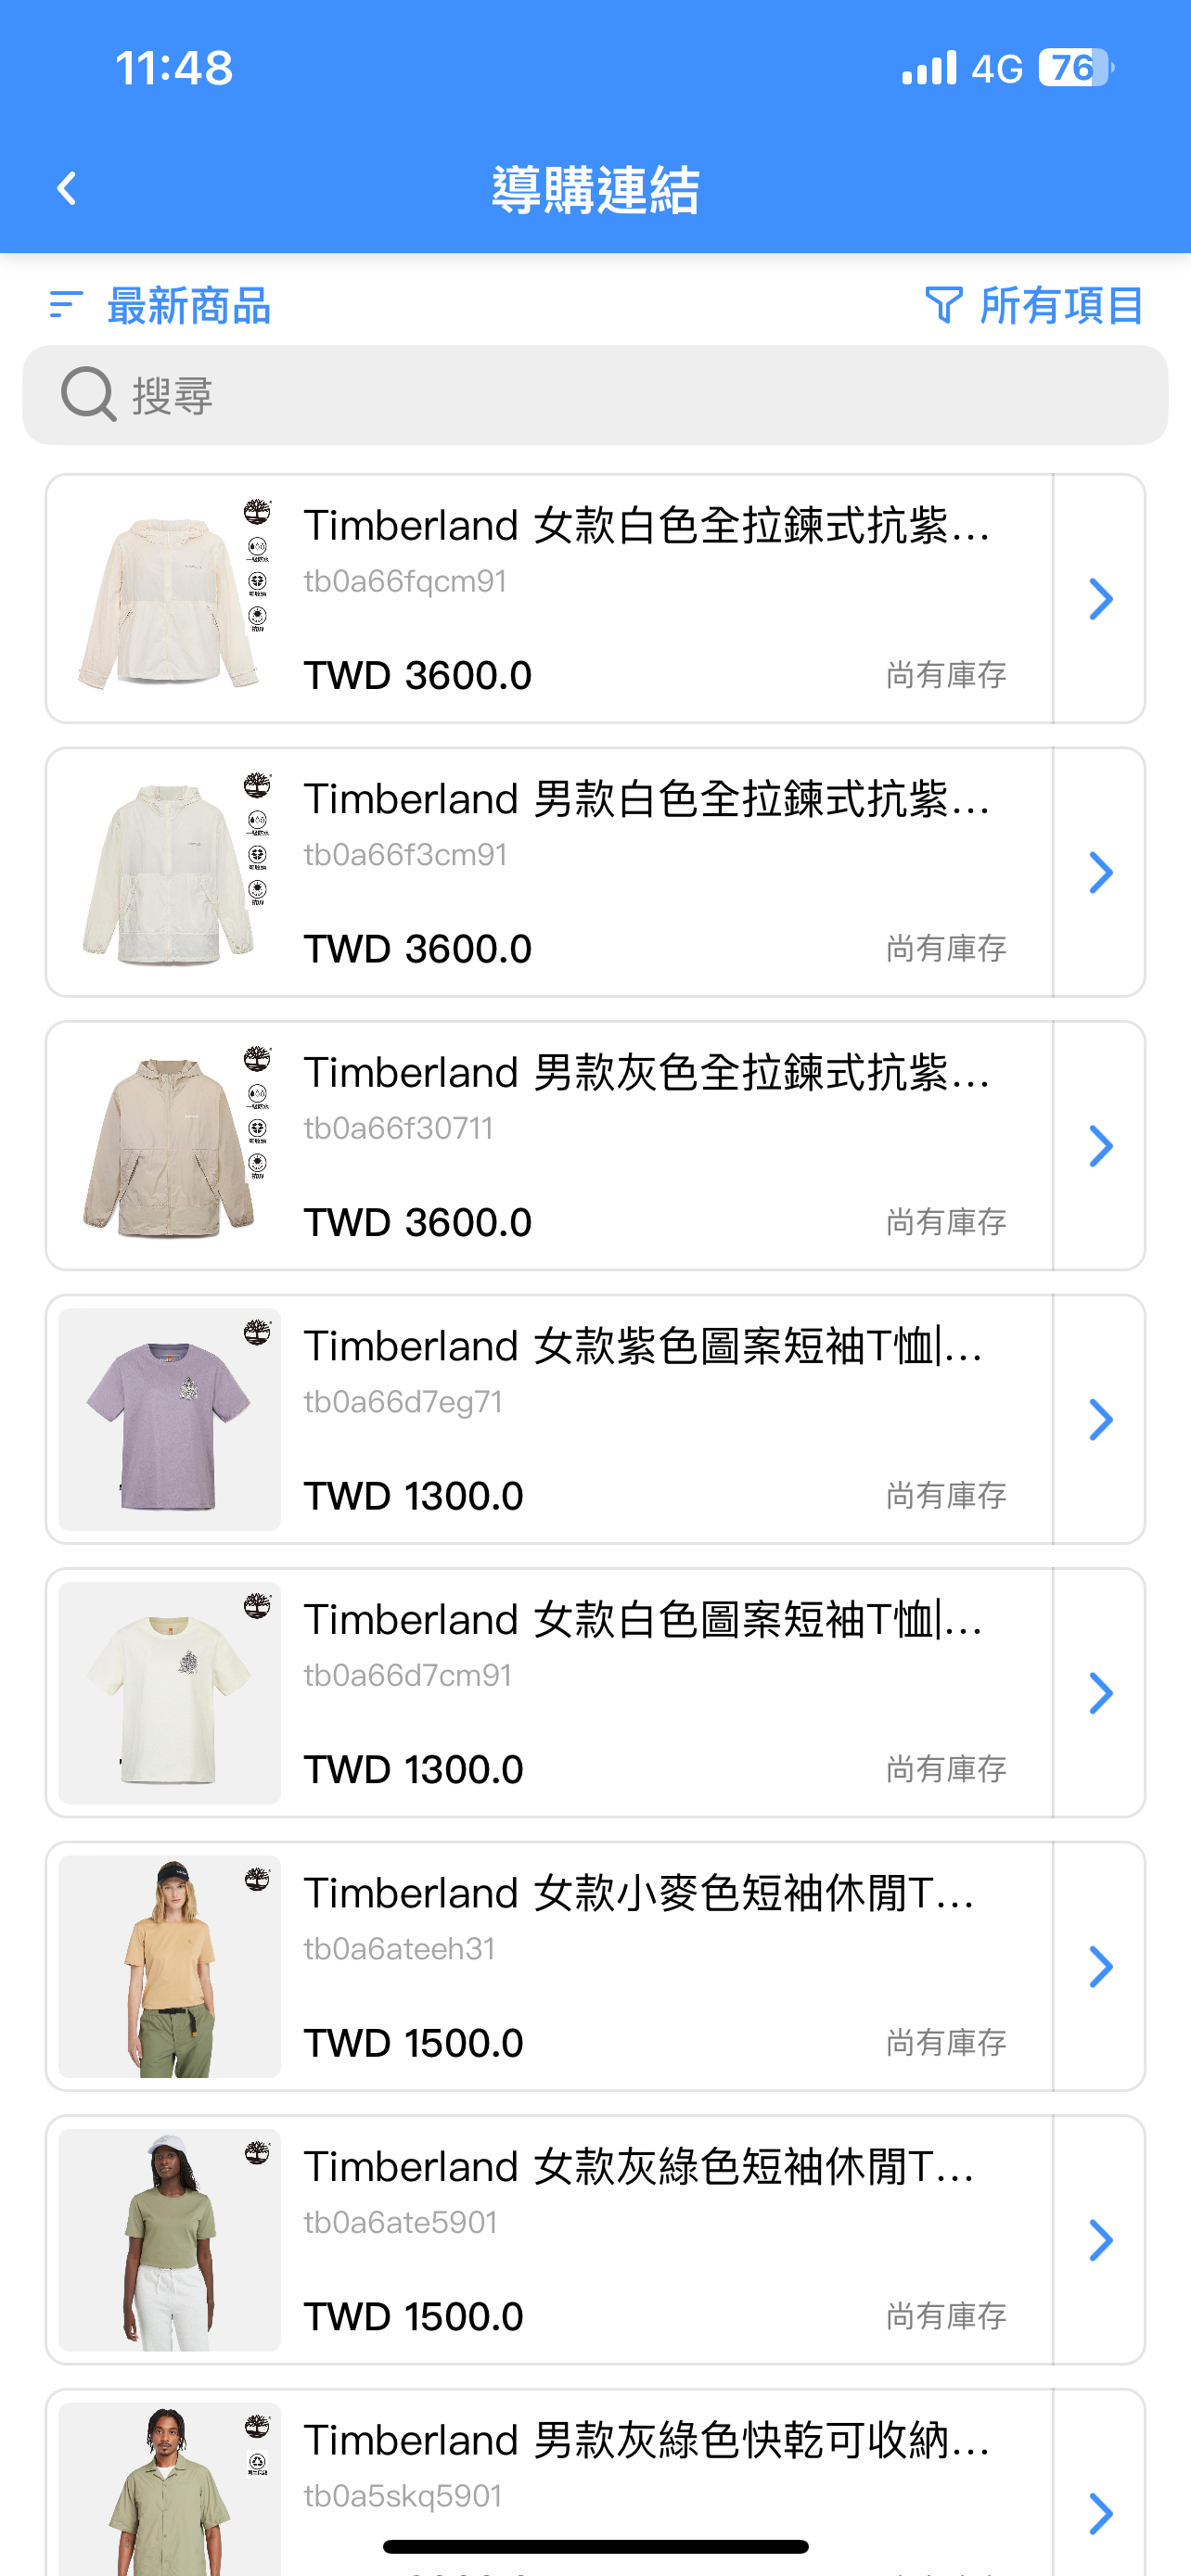 11:48
4G 76
導購連結
最新商品
所有項目
搜尋
Timberland 女款白色全拉鍊式抗紫...
tb0a66fqcm91
TWD 3600.0
尚有庫存
Timberland 男款白色全拉鍊式抗紫...
tb0a66f3cm91
TWD 3600.0
尚有庫存
Timberland 男款灰色全拉鍊式抗紫...
tb0a66f30711
TWD 3600.0
尚有庫存
Timberland 女款紫色圖案短袖T恤|...
tb0a66d7eg71
TWD 1300.0
尚有庫存
Timberland 女款白色圖案短袖T恤|...
tb0a66d7cm91
TWD 1300.0
尚有庫存
Timberland 女款小麥色短袖休閒T...
tb0a6ateeh31
TWD 1500.0
尚有庫存
Timberland 女款灰綠色短袖休閒T...
tb0a6ate5901
TWD 1500.0
尚有庫存
Timberland 男款灰綠色快乾可收納...
tb0a5skq5901